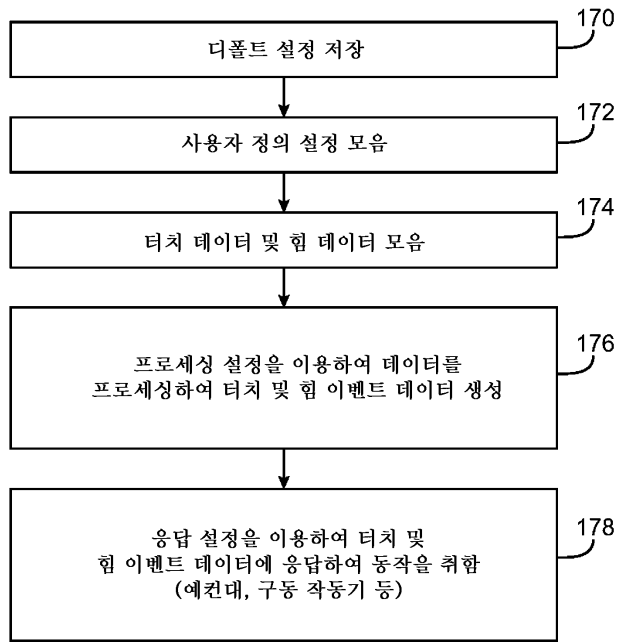 170
디폴트 설정 저장
172
사용자 정의 설정 모음
174
터치 데이터 및 힘 데이터 모음
176
프로세싱 설정을 이용하여 데이터를
프로세싱하여 터치 및 힘 이벤트 데이터 생성
178
응답 설정을 이용하여 터치 및
힘 이벤트 데이터에 응답하여 동작을 취함
(예컨대, 구동 작동기 등)